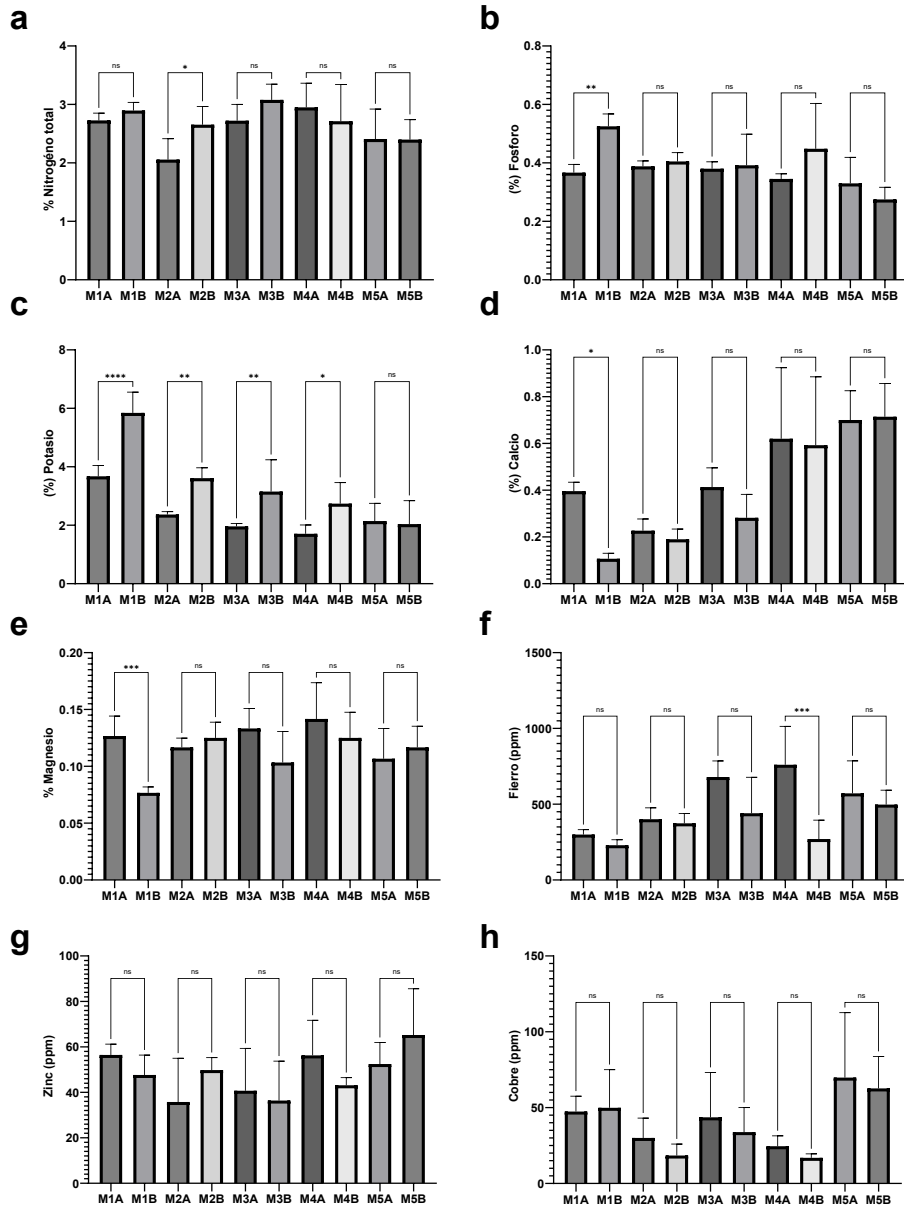 a
% Nitrogéno total
4
3
2
1
0
ns * ns ns ns
M1A M1B M2A M2B M3A M3B M4A M4B M5A M5B
b
(%) Fosforo
0.8
0.6
0.4
0.2
0.0
** ns ns ns ns
M1A M1B M2A M2B M3A M3B M4A M4B M5A M5B
c
(%) Potasio
8
6
4
2
0
**** ** ** * ns
M1A M1B M2A M2B M3A M3B M4A M4B M5A M5B
d
(%) Calcio
1.0
0.8
0.6
0.4
0.2
0.0
* ns ns ns ns
M1A M1B M2A M2B M3A M3B M4A M4B M5A M5B
e
% Magnesio
0.20
0.15
0.10
0.05
0.00
*** ns ns ns ns
M1A M1B M2A M2B M3A M3B M4A M4B M5A M5B
f
Fierro (ppm)
1500
1000
500
0
ns ns ns *** ns
M1A M1B M2A M2B M3A M3B M4A M4B M5A M5B
g
Zinc (ppm)
100
80
60
40
20
0
ns ns ns ns ns
M1A M1B M2A M2B M3A M3B M4A M4B M5A M5B
h
Cobre (ppm)
150
100
50
0
ns ns ns ns ns
M1A M1B M2A M2B M3A M3B M4A M4B M5A M5B